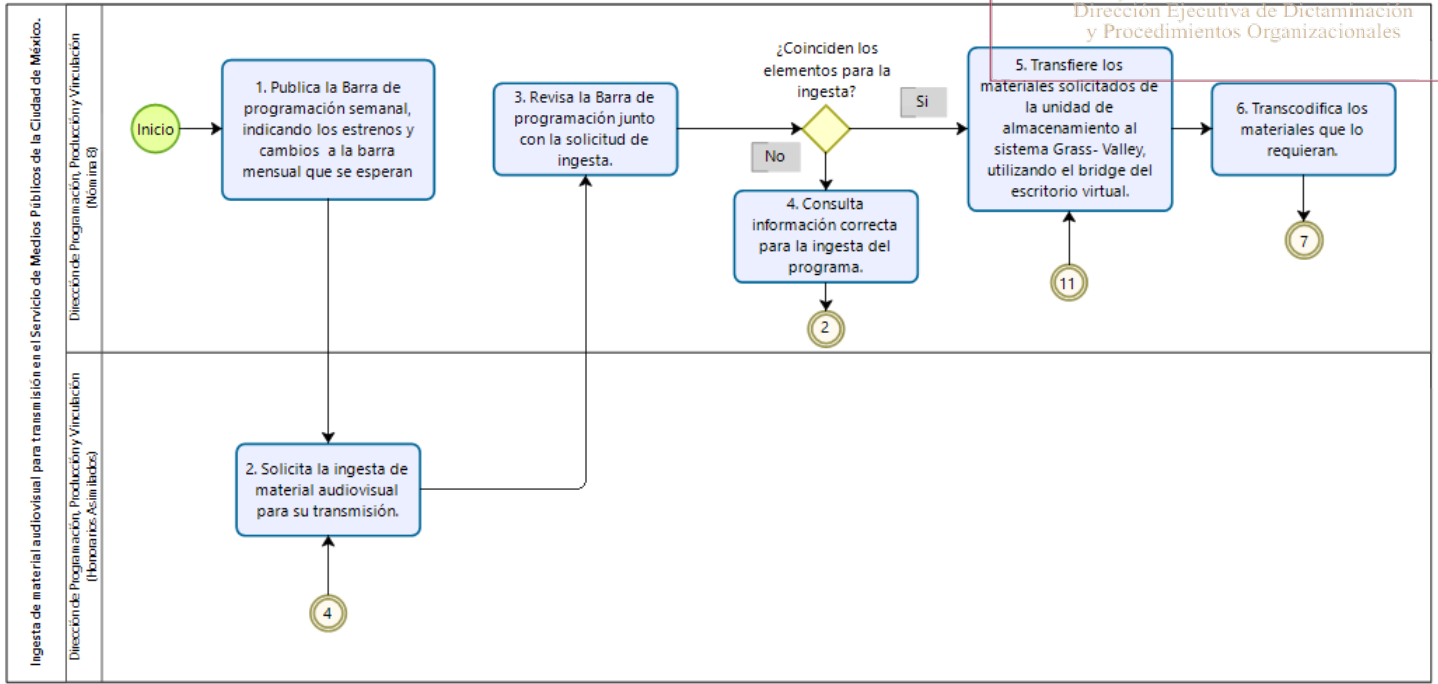 Dirección Ejecutiva de Dictaminación
y Procedimientos Organizacionales
Ingesta de material audiovisual para transmisión en el Servicio de Medios Públicos de la Ciudad de México.
Dirección de Programación, Producción y Vinculación
(Nómina 8)
Inicio
1. Publica la Barra de
programación semanal,
indicando los estrenos y
cambios a la barra
mensual que se esperan
3. Revisa la Barra de
programación junto
con la solicitud de
ingesta.
¿Coinciden los
elementos para la
ingesta?
Si
No
4. Consulta
información correcta
para la ingesta del
programa.
2
5. Transfiere los
materiales solicitados de
la unidad de
almacenamiento al
sistema Grass- Valley,
utilizando el bridge del
escritorio virtual.
11
6. Transcodifica los
materiales que lo
requieran.
7
Dirección de Programación, Producción y Vinculación
(Honorarios Asimilados)
2. Solicita la ingesta de
material audiovisual
para su transmisión.
4